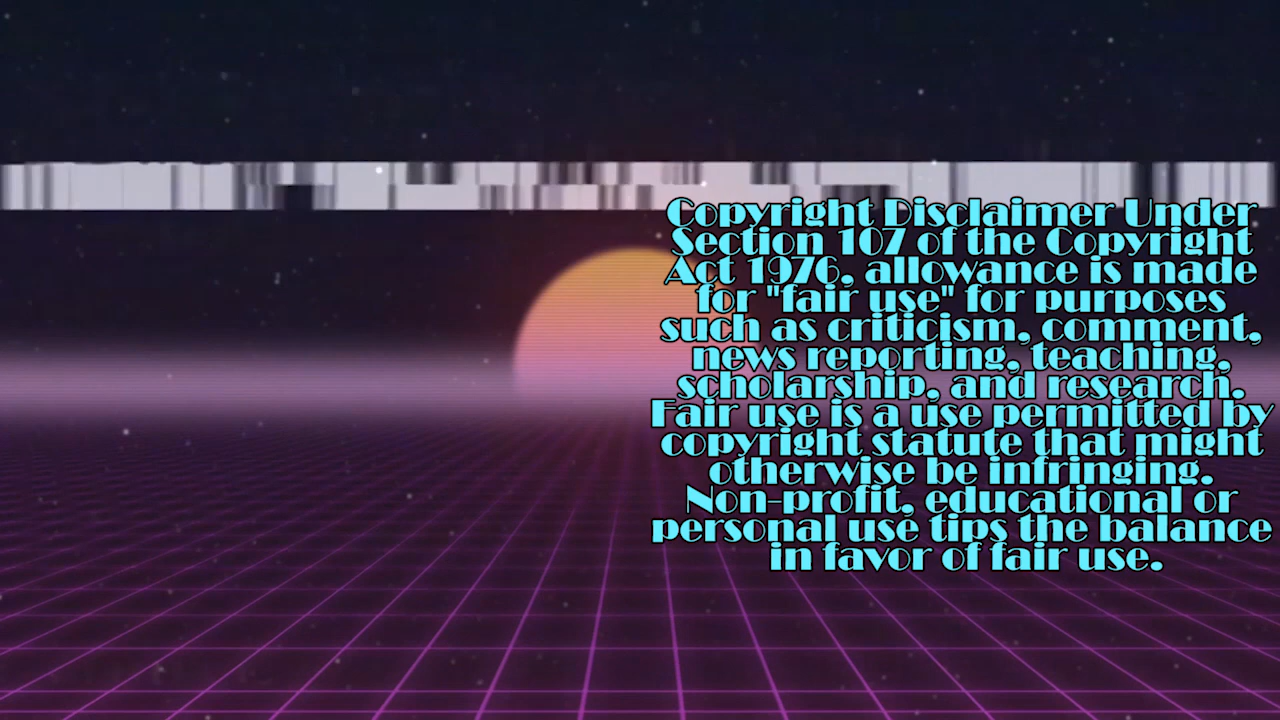 Copyright Disclaimer Under
Section 107 of the Copyright
Act 1976, allowance is made
for "fair use" for purposes
such as criticism, comment,
news reporting, teaching,
scholarship, and research.
Fair use is a use permitted by
copyright statute that might
otherwise be infringing.
Non-profit, educational or
personal use tips the balance
in favor of fair use.